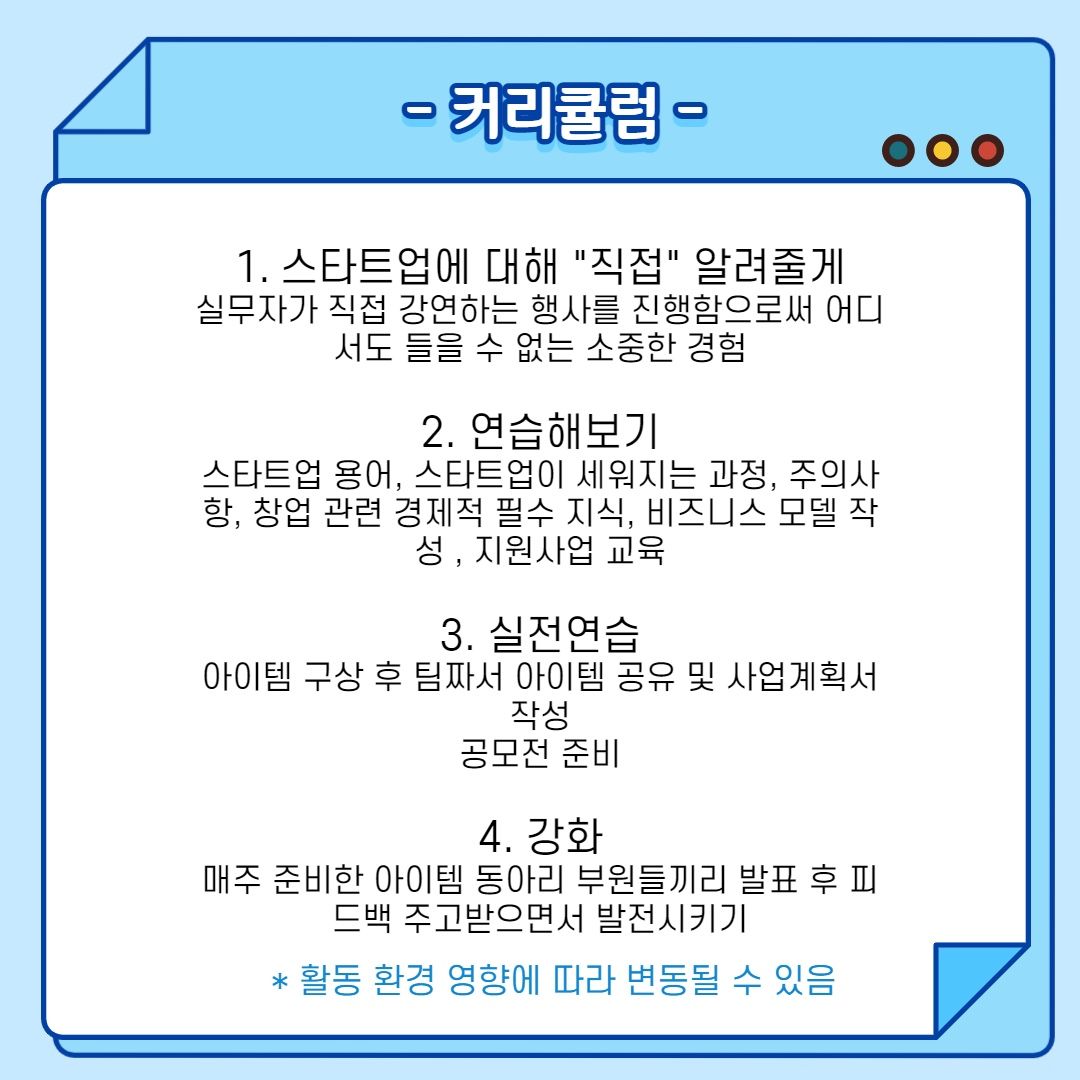 - 커리큘럼 -
1. 스타트업에 대해 "직접" 알려줄게
실무자가 직접 강연하는 행사를 진행함으로써 어디
서도 들을 수 없는 소중한 경험
2. 연습해보기
스타트업 용어, 스타트업이 세워지는 과정, 주의사
항, 창업 관련 경제적 필수 지식, 비즈니스 모델 작
성 , 지원사업 교육
3. 실전연습
아이템 구상 후 팀짜서 아이템 공유 및 사업계획서
작성
공모전 준비
4. 강화
매주 준비한 아이템 동아리 부원들끼리 발표 후 피
드백 주고받으면서 발전시키기
* 활동 환경 영향에 따라 변동될 수 있음